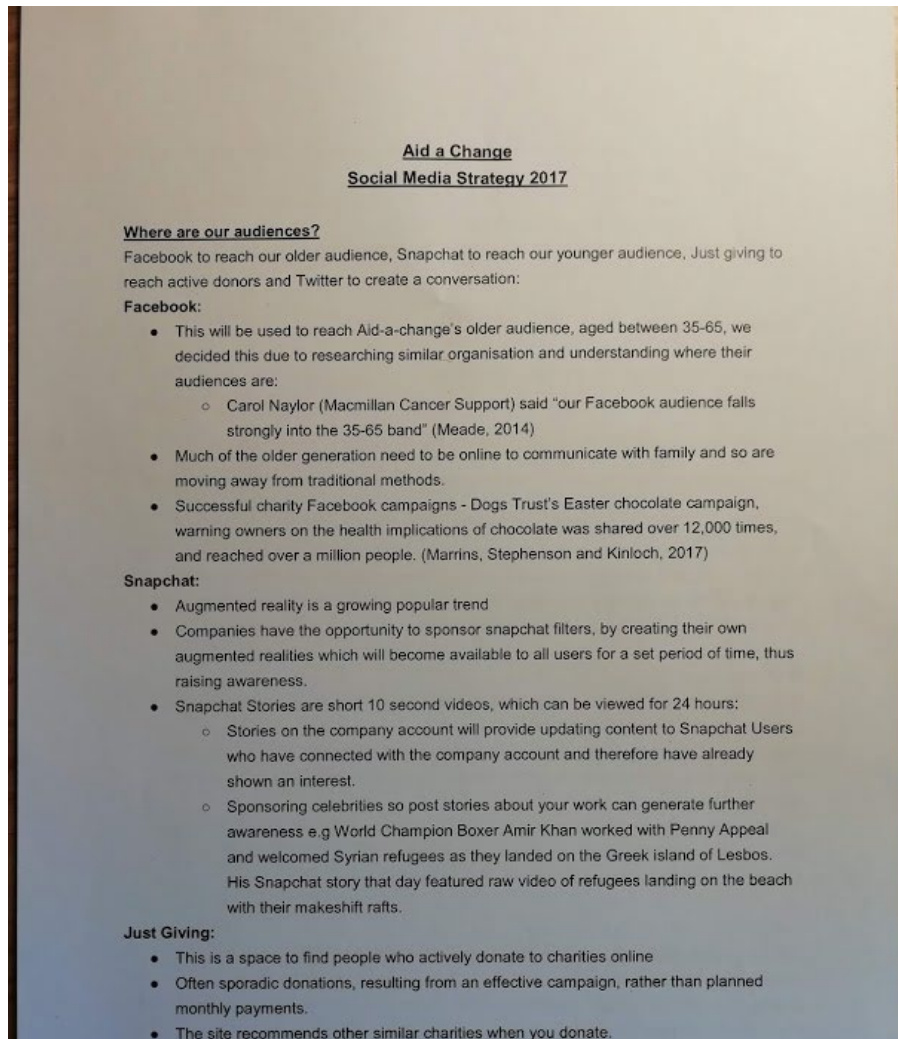 Aid a Change
Social Media Strategy 2017
Where are our audiences?
Facebook to reach our older audience, Snapchat to reach our younger audience, Just giving to
reach active donors and Twitter to create a conversation:
Facebook:
● This will be used to reach Aid-a-change's older audience, aged between 35-65, we
decided this due to researching similar organisation and understanding where their
audiences are:
○ Carol Naylor (Macmillan Cancer Support) said “our Facebook audience falls
strongly into the 35-65 band” (Meade, 2014)
● Much of the older generation need to be online to communicate with family and so are
moving away from traditional methods.
● Successful charity Facebook campaigns - Dogs Trust's Easter chocolate campaign,
warning owners on the health implications of chocolate was shared over 12,000 times,
and reached over a million people. (Marrins, Stephenson and Kinloch, 2017)
Snapchat:
● Augmented reality is a growing popular trend
● Companies have the opportunity to sponsor snapchat filters, by creating their own
augmented realities which will become available to all users for a set period of time, thus
raising awareness.
● Snapchat Stories are short 10 second videos, which can be viewed for 24 hours:
○ Stories on the company account will provide updating content to Snapchat Users
who have connected with the company account and therefore have already
shown an interest.
○ Sponsoring celebrities so post stories about your work can generate further
awareness e.g World Champion Boxer Amir Khan worked with Penny Appeal
and welcomed Syrian refugees as they landed on the Greek island of Lesbos.
His Snapchat story that day featured raw video of refugees landing on the beach
with their makeshift rafts.
Just Giving:
● This is a space to find people who actively donate to charities online
● Often sporadic donations, resulting from an effective campaign, rather than planned
monthly payments.
● The site recommends other similar charities when you donate.